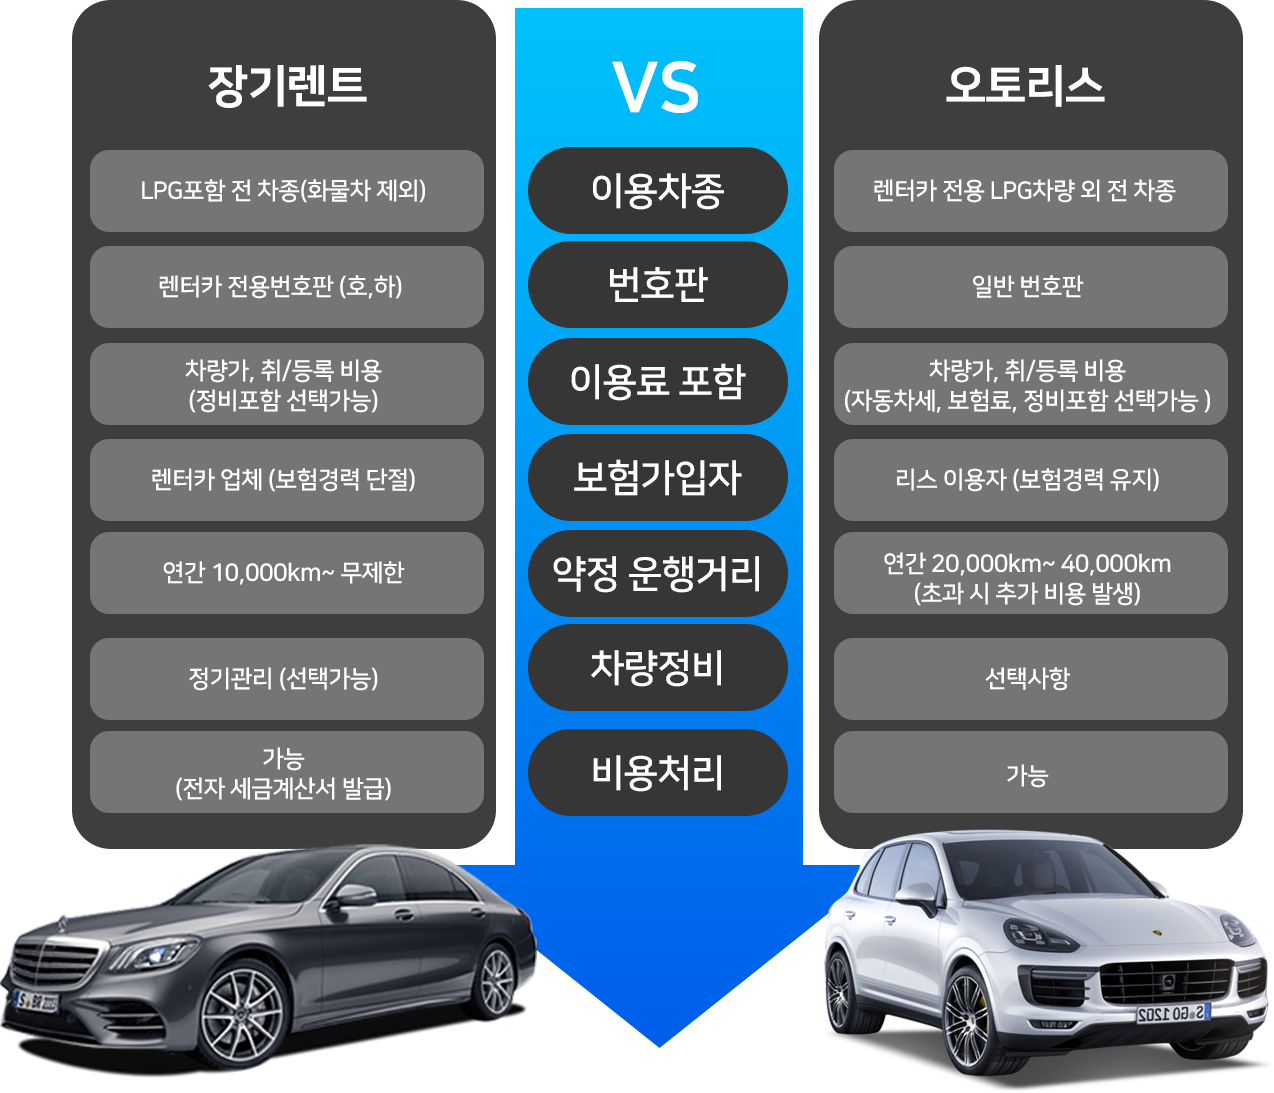 장기렌트
VS
오토리스
LPG포함 전 차종(화물차 제외)
이용차종
렌터카 전용 LPG차량 외 전 차종
렌터카 전용번호판 (호,하)
번호판
일반 번호판
차량가, 취/등록 비용
(정비포함 선택가능)
이용료 포함
차량가, 취/등록 비용
(자동차세, 보험료, 정비포함 선택가능 )
렌터카 업체 (보험경력 단절)
보험가입자
리스 이용자 (보험경력 유지)
연간 10,000km~ 무제한
약정 운행거리
연간 20,000km~ 40,000km
(초과 시 추가 비용 발생)
정기관리 (선택가능)
차량정비
선택사항
가능
(전자 세금계산서 발급)
비용처리
가능